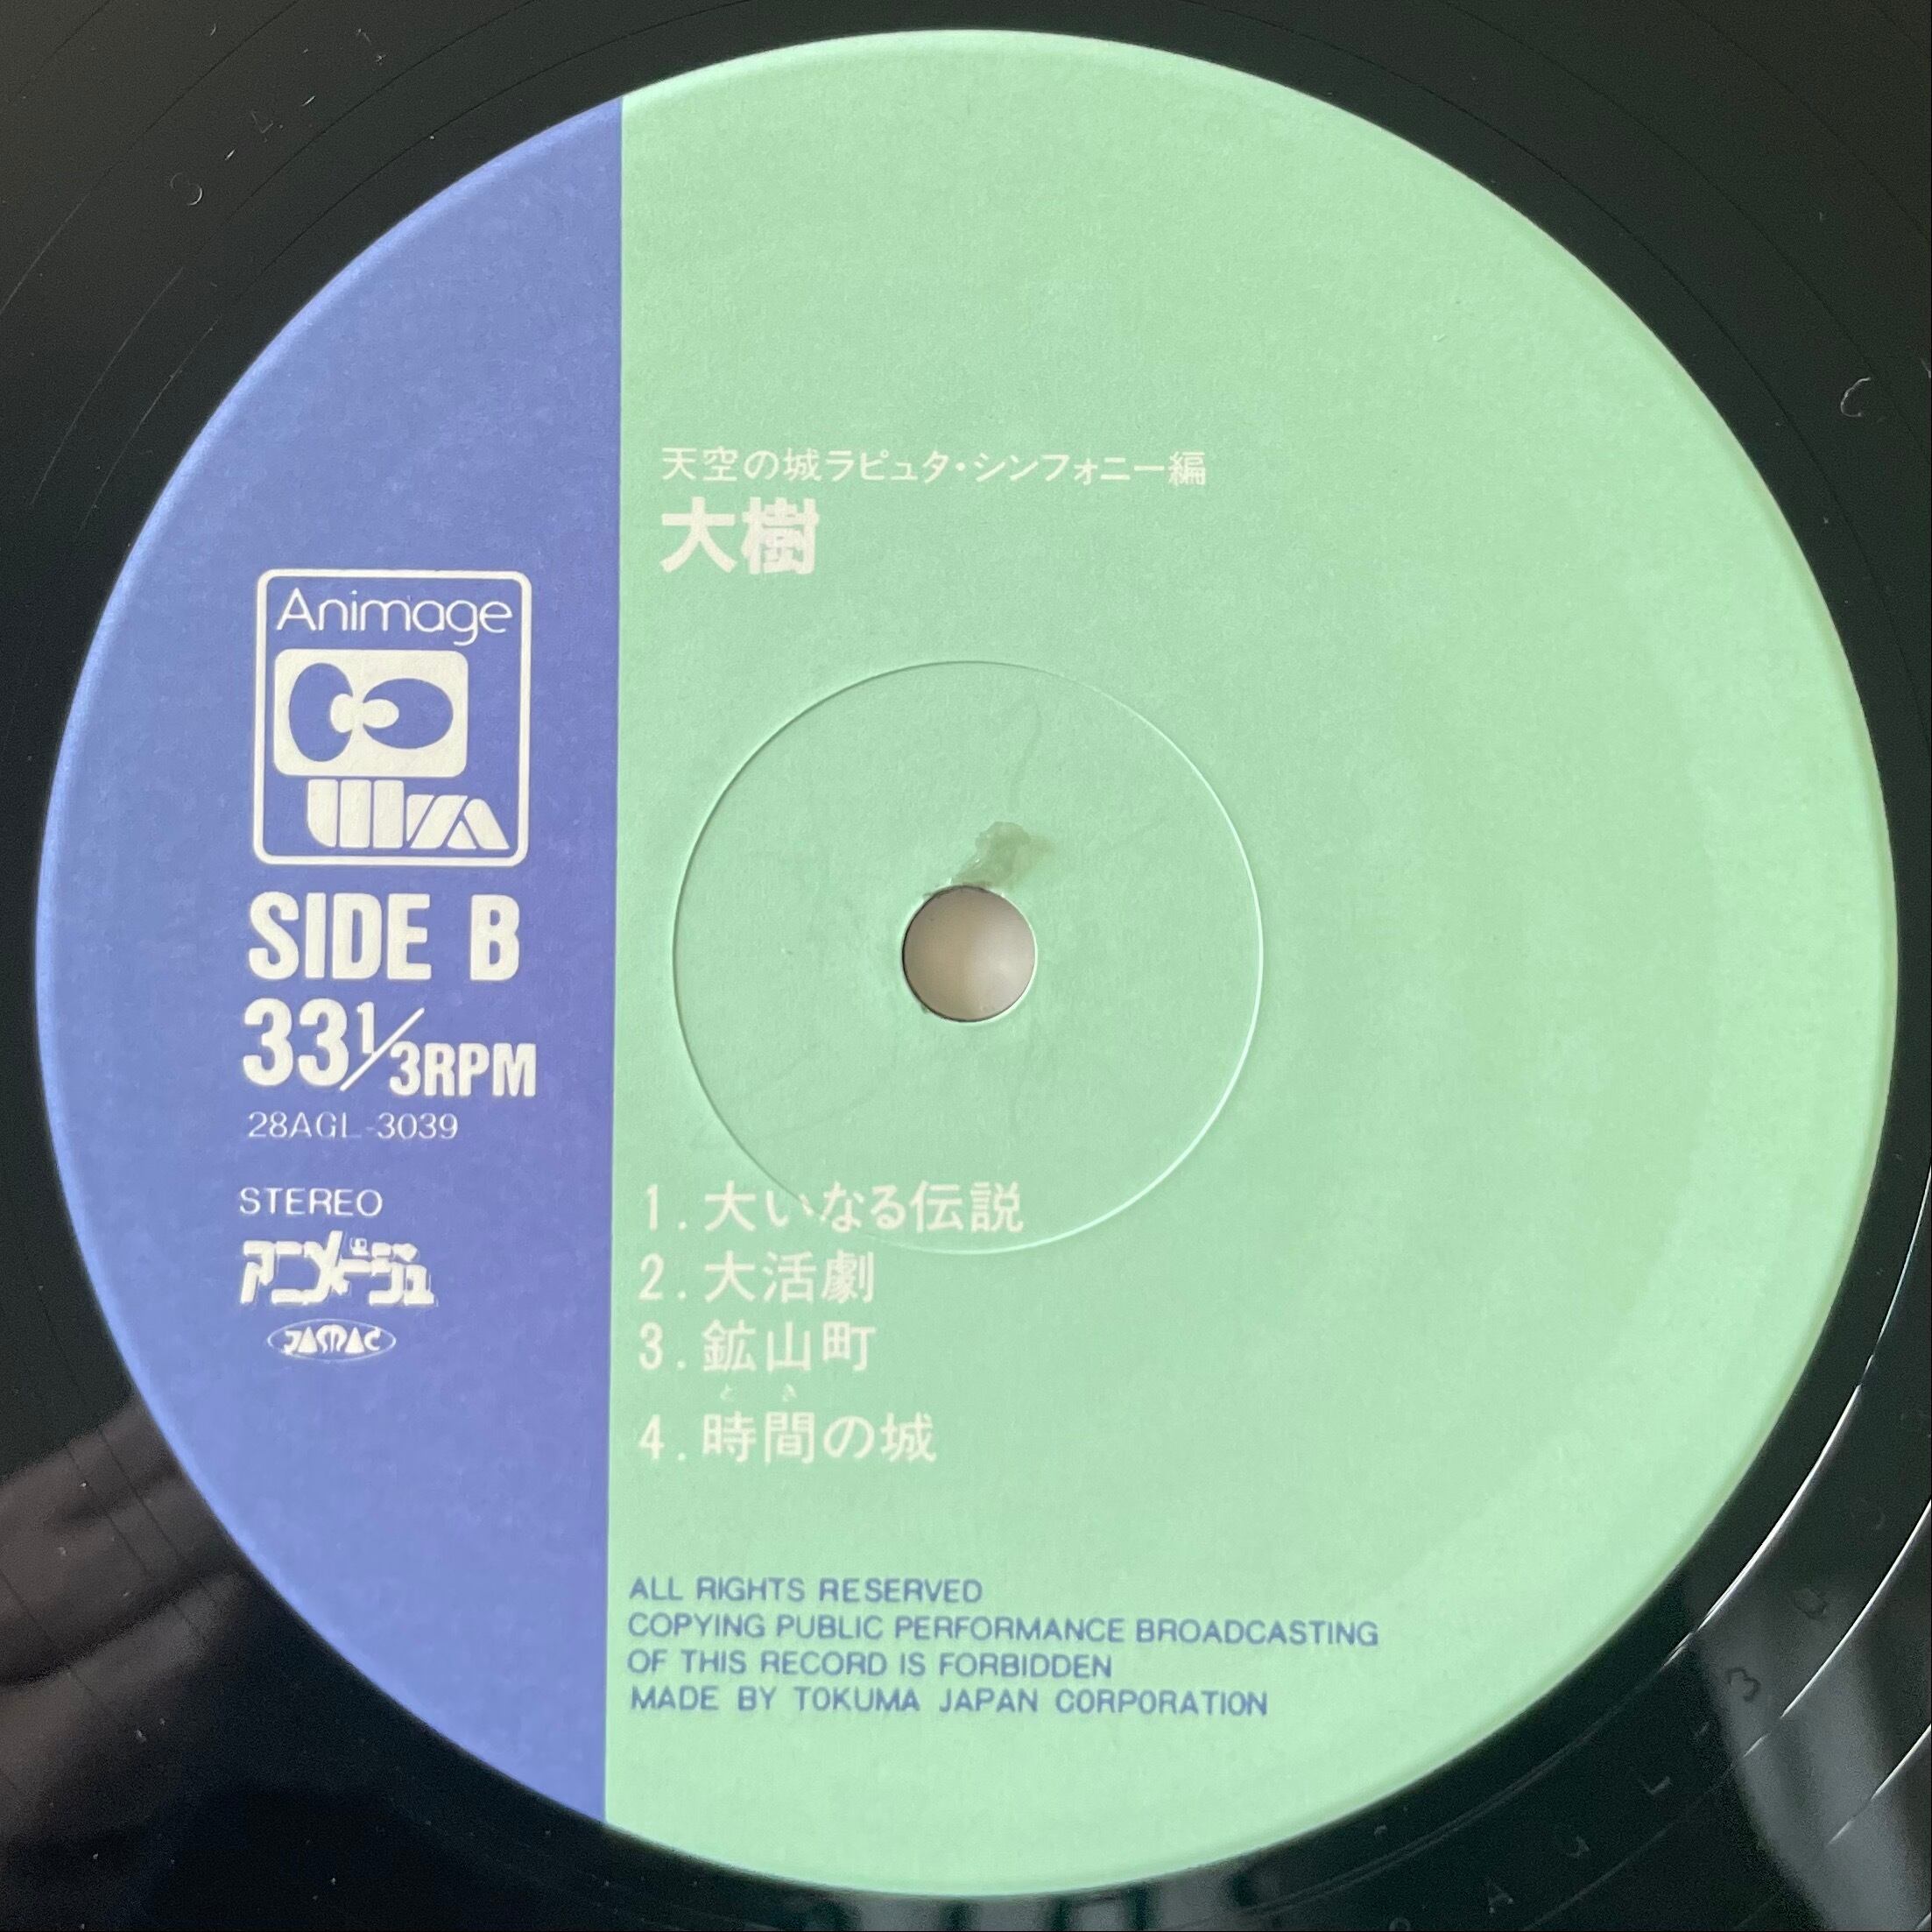 天空の城ラピュタ・シンフォニー編
大樹
Animage
SIDE B
33 1/3RPM
28AGL-3039
STEREO
アニメージュ
1. 大いなる伝説
2. 大活劇
3. 鉱山町
とき
4. 時間の城
ALL RIGHTS RESERVED
COPYING PUBLIC PERFORMANCE BROADCASTING
OF THIS RECORD IS FORBIDDEN
MADE BY TOKUMA JAPAN CORPORATION